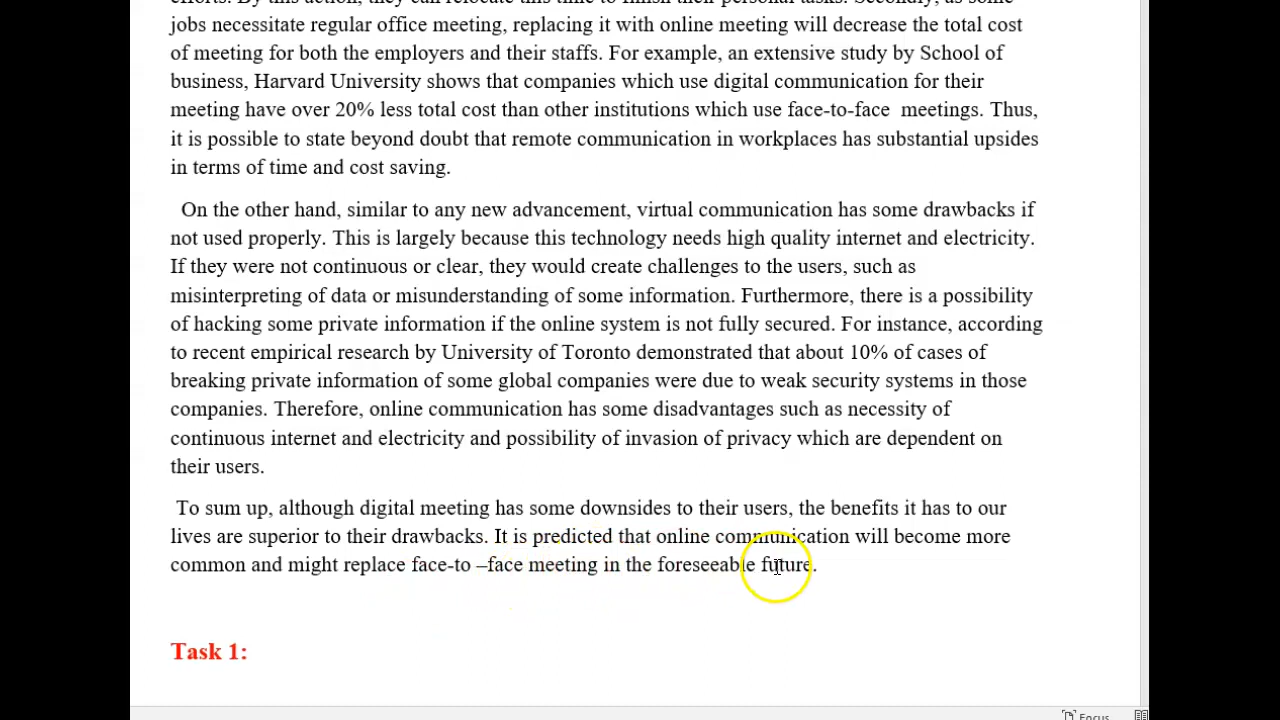 efforts. By this action, they can relocate this time to finish their personal tasks. Secondly, as some
jobs necessitate regular office meeting, replacing it with online meeting will decrease the total cost
of meeting for both the employers and their staffs. For example, an extensive study by School of
business, Harvard University shows that companies which use digital communication for their
meeting have over 20% less total cost than other institutions which use face-to-face  meetings. Thus,
it is possible to state beyond doubt that remote communication in workplaces has substantial upsides
in terms of time and cost saving.
On the other hand, similar to any new advancement, virtual communication has some drawbacks if
not used properly. This is largely because this technology needs high quality internet and electricity.
If they were not continuous or clear, they would create challenges to the users, such as
misinterpreting of data or misunderstanding of some information. Furthermore, there is a possibility
of hacking some private information if the online system is not fully secured. For instance, according
to recent empirical research by University of Toronto demonstrated that about 10% of cases of
breaking private information of some global companies were due to weak security systems in those
companies. Therefore, online communication has some disadvantages such as necessity of
continuous internet and electricity and possibility of invasion of privacy which are dependent on
their users.
To sum up, although digital meeting has some downsides to their users, the benefits it has to our
lives are superior to their drawbacks. It is predicted that online communication will become more
common and might replace face-to –face meeting in the foreseeable future.
Task 1:
Focus